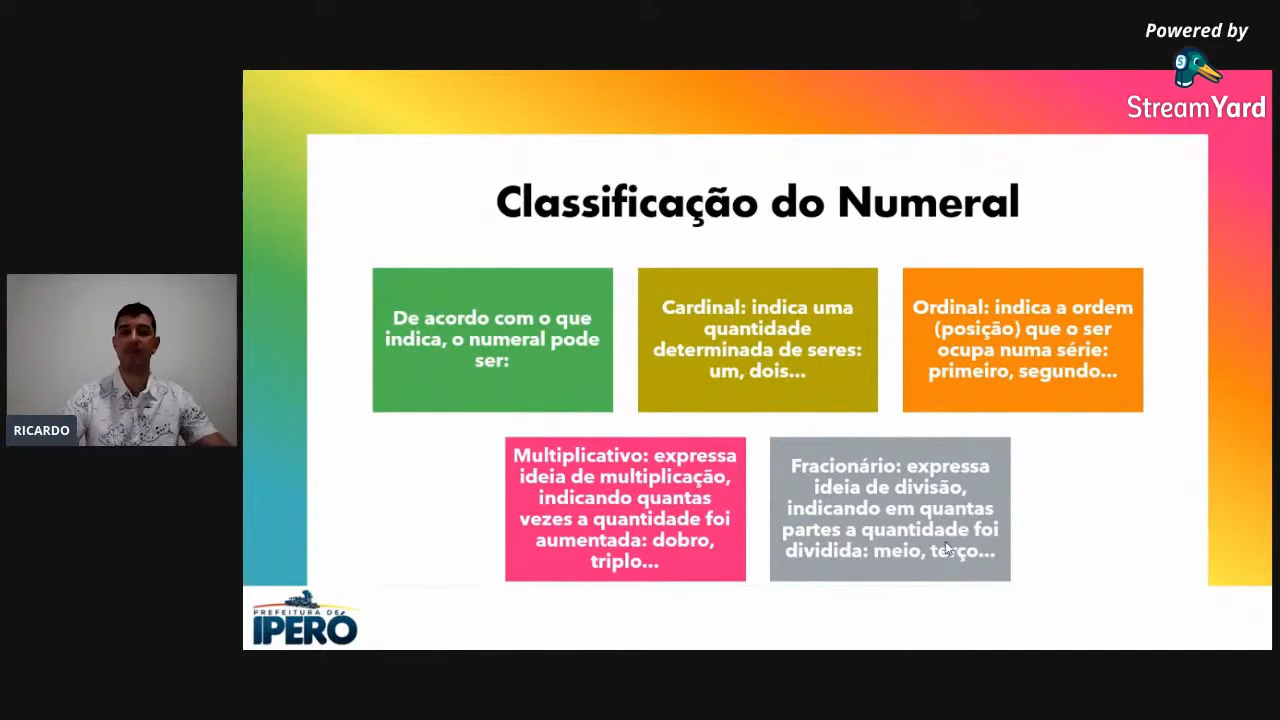 Powered by
StreamYard
Classificação do Numeral
De acordo com o que
indica, o numeral pode
ser:
Cardinal: indica uma
quantidade
determinada de seres:
um, dois...
Ordinal: indica a ordem
(posição) que o ser
ocupa numa série:
primeiro, segundo...
Multiplicativo: expressa
ideia de multiplicação,
indicando quantas
vezes a quantidade foi
aumentada: dobro,
triplo...
Fracionário: expressa
ideia de divisão,
indicando em quantas
partes a quantidade foi
dividida: meio, terço...
RICARDO
PREFEITURA DE
IPERÓ